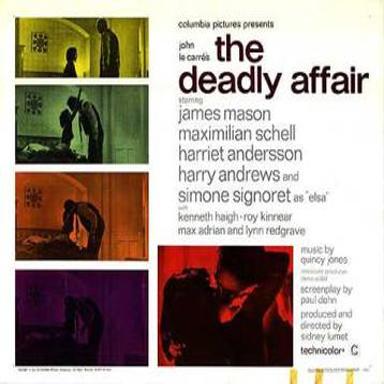 columbia pictures presents
john
le carré's
the
deadly affair
starring
james mason
maximilian schell
harriet andersson
harry andrews and
simone signoret as "elsa"
with
kenneth haigh · roy kinnear
max adrian and lynn redgrave
music by
quincy jones
screenplay by
paul dehn
produced and
directed by
sidney lumet
technicolor®